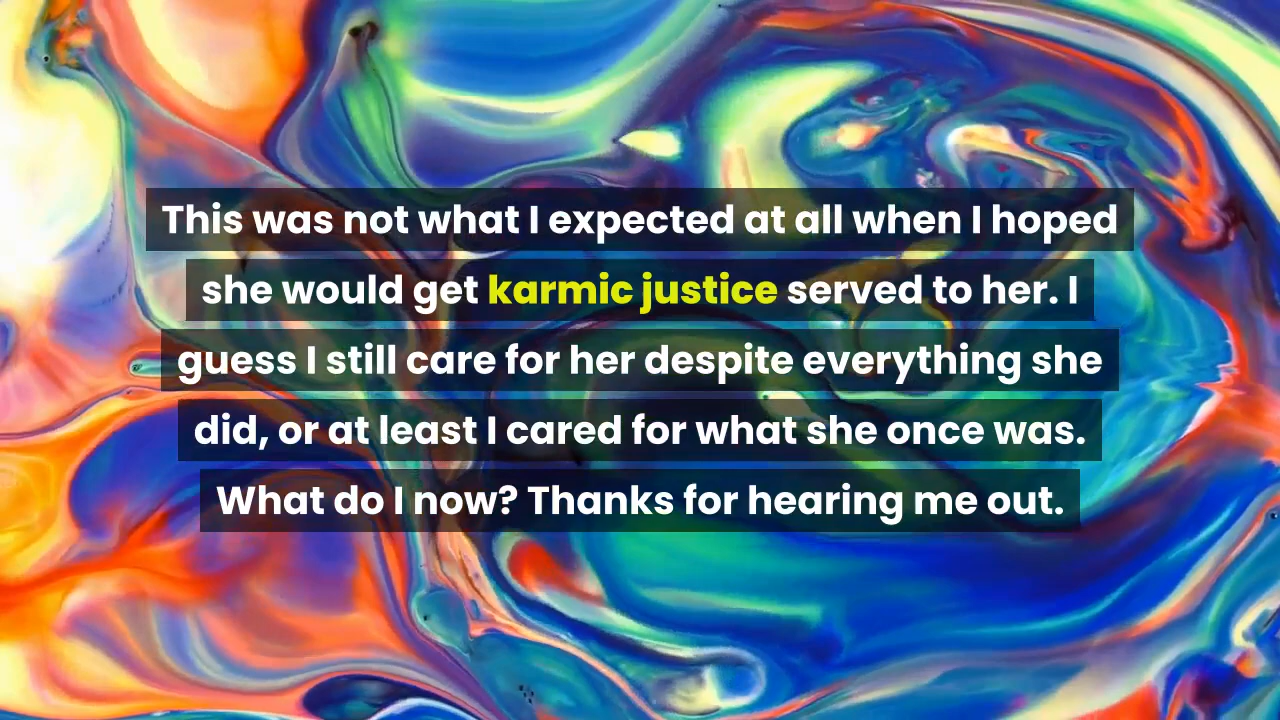 This was not what I expected at all when I hoped
she would get karmic justice served to her. I
guess I still care for her despite everything she
did, or at least I cared for what she once was.
What do I now? Thanks for hearing me out.